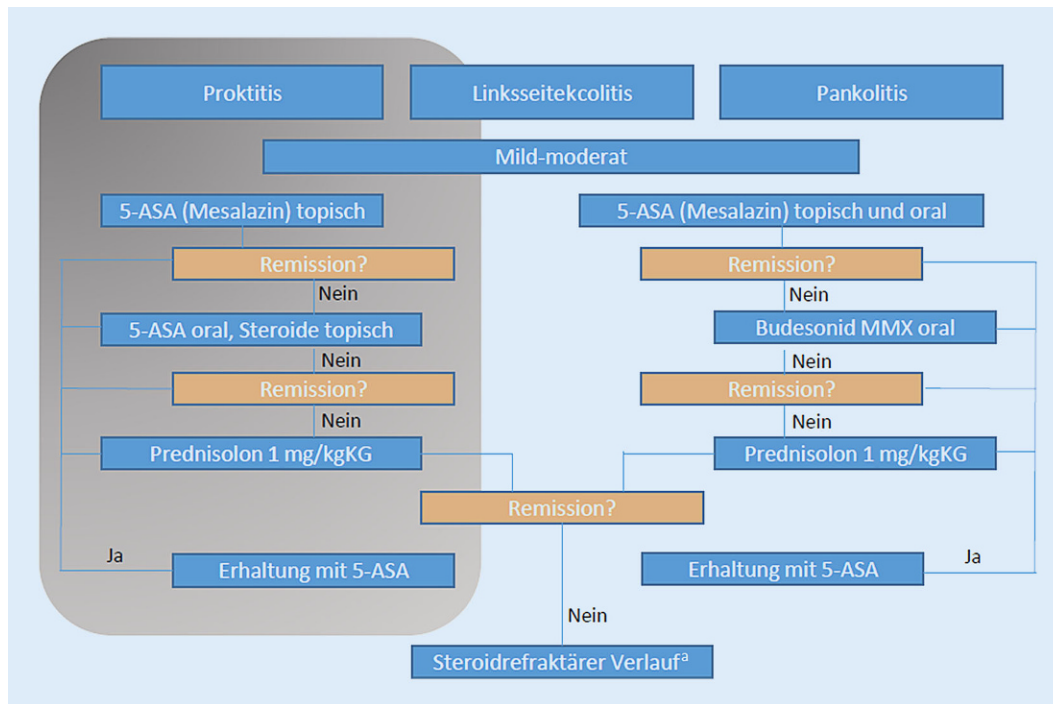 Proktitis
Linksseitekcolitis
Pankolitis
Mild-moderat
5-ASA (Mesalazin) topisch
5-ASA (Mesalazin) topisch und oral
Remission?
Remission?
Nein
Nein
5-ASA oral, Steroide topisch
Budesonid MMX oral
Nein
Nein
Remission?
Remission?
Nein
Nein
Prednisolon 1 mg/kgKG
Prednisolon 1 mg/kgKG
Remission?
Ja
Ja
Erhaltung mit 5-ASA
Erhaltung mit 5-ASA
Nein
Steroidrefraktärer Verlaufᵃ